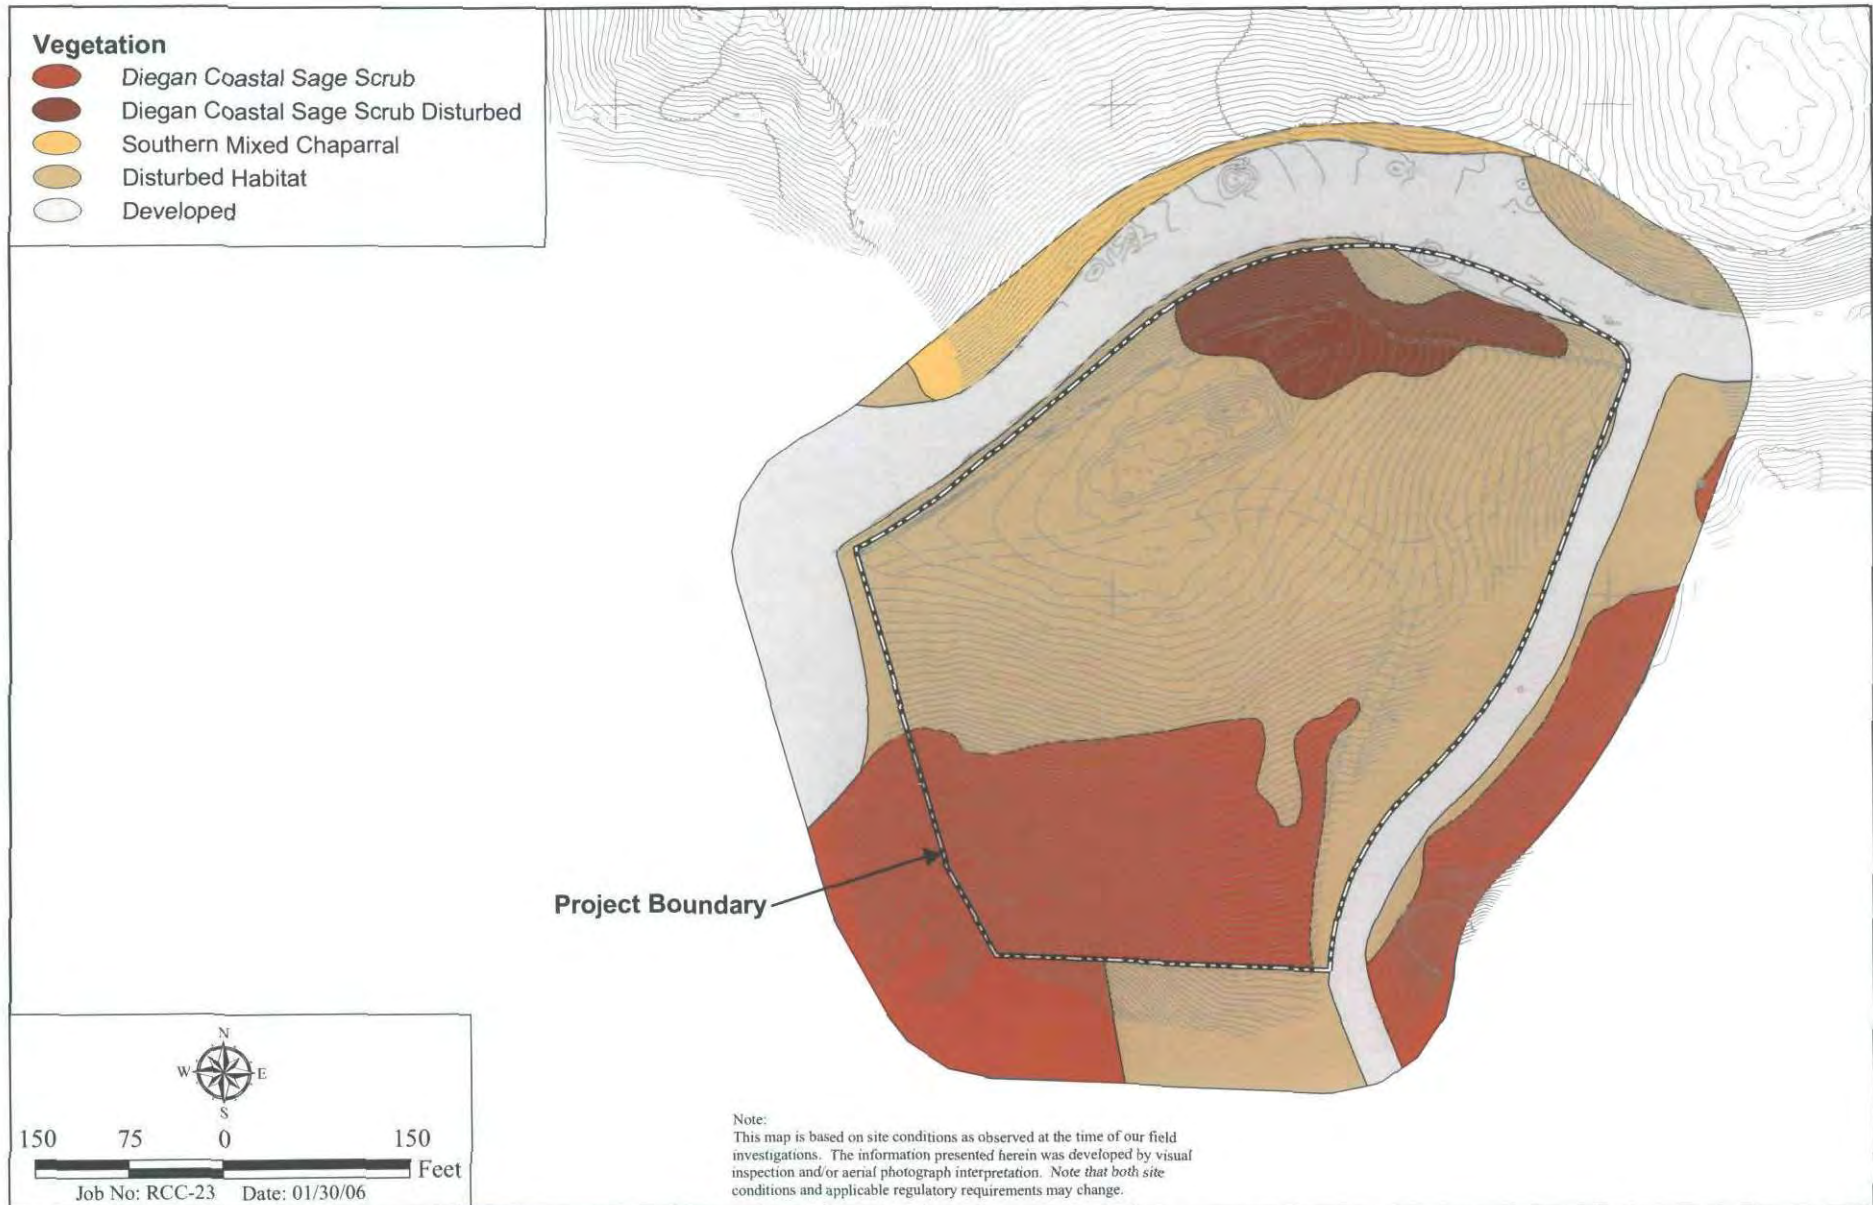 Vegetation
Diegan Coastal Sage Scrub
Diegan Coastal Sage Scrub Disturbed
Southern Mixed Chaparral
Disturbed Habitat
Developed
Project Boundary
N
W E
S
150 75 0 150
Feet
Job No: RCC-23 Date: 01/30/06
Note:
This map is based on site conditions as observed at the time of our field
investigations. The information presented herein was developed by visual
inspection and/or aerial photograph interpretation. Note that both site
conditions and applicable regulatory requirements may change.